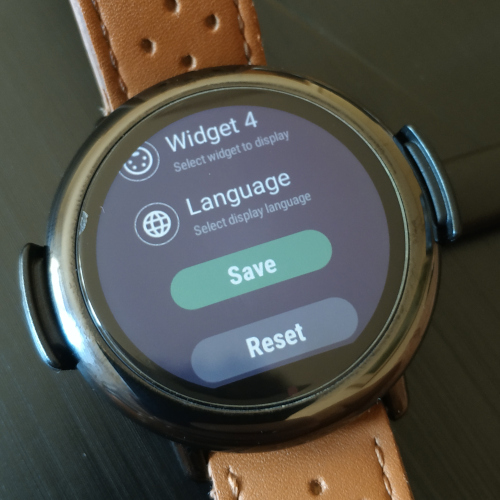 Widget 4
Select widget to display
Language
Select display language
Save
Reset